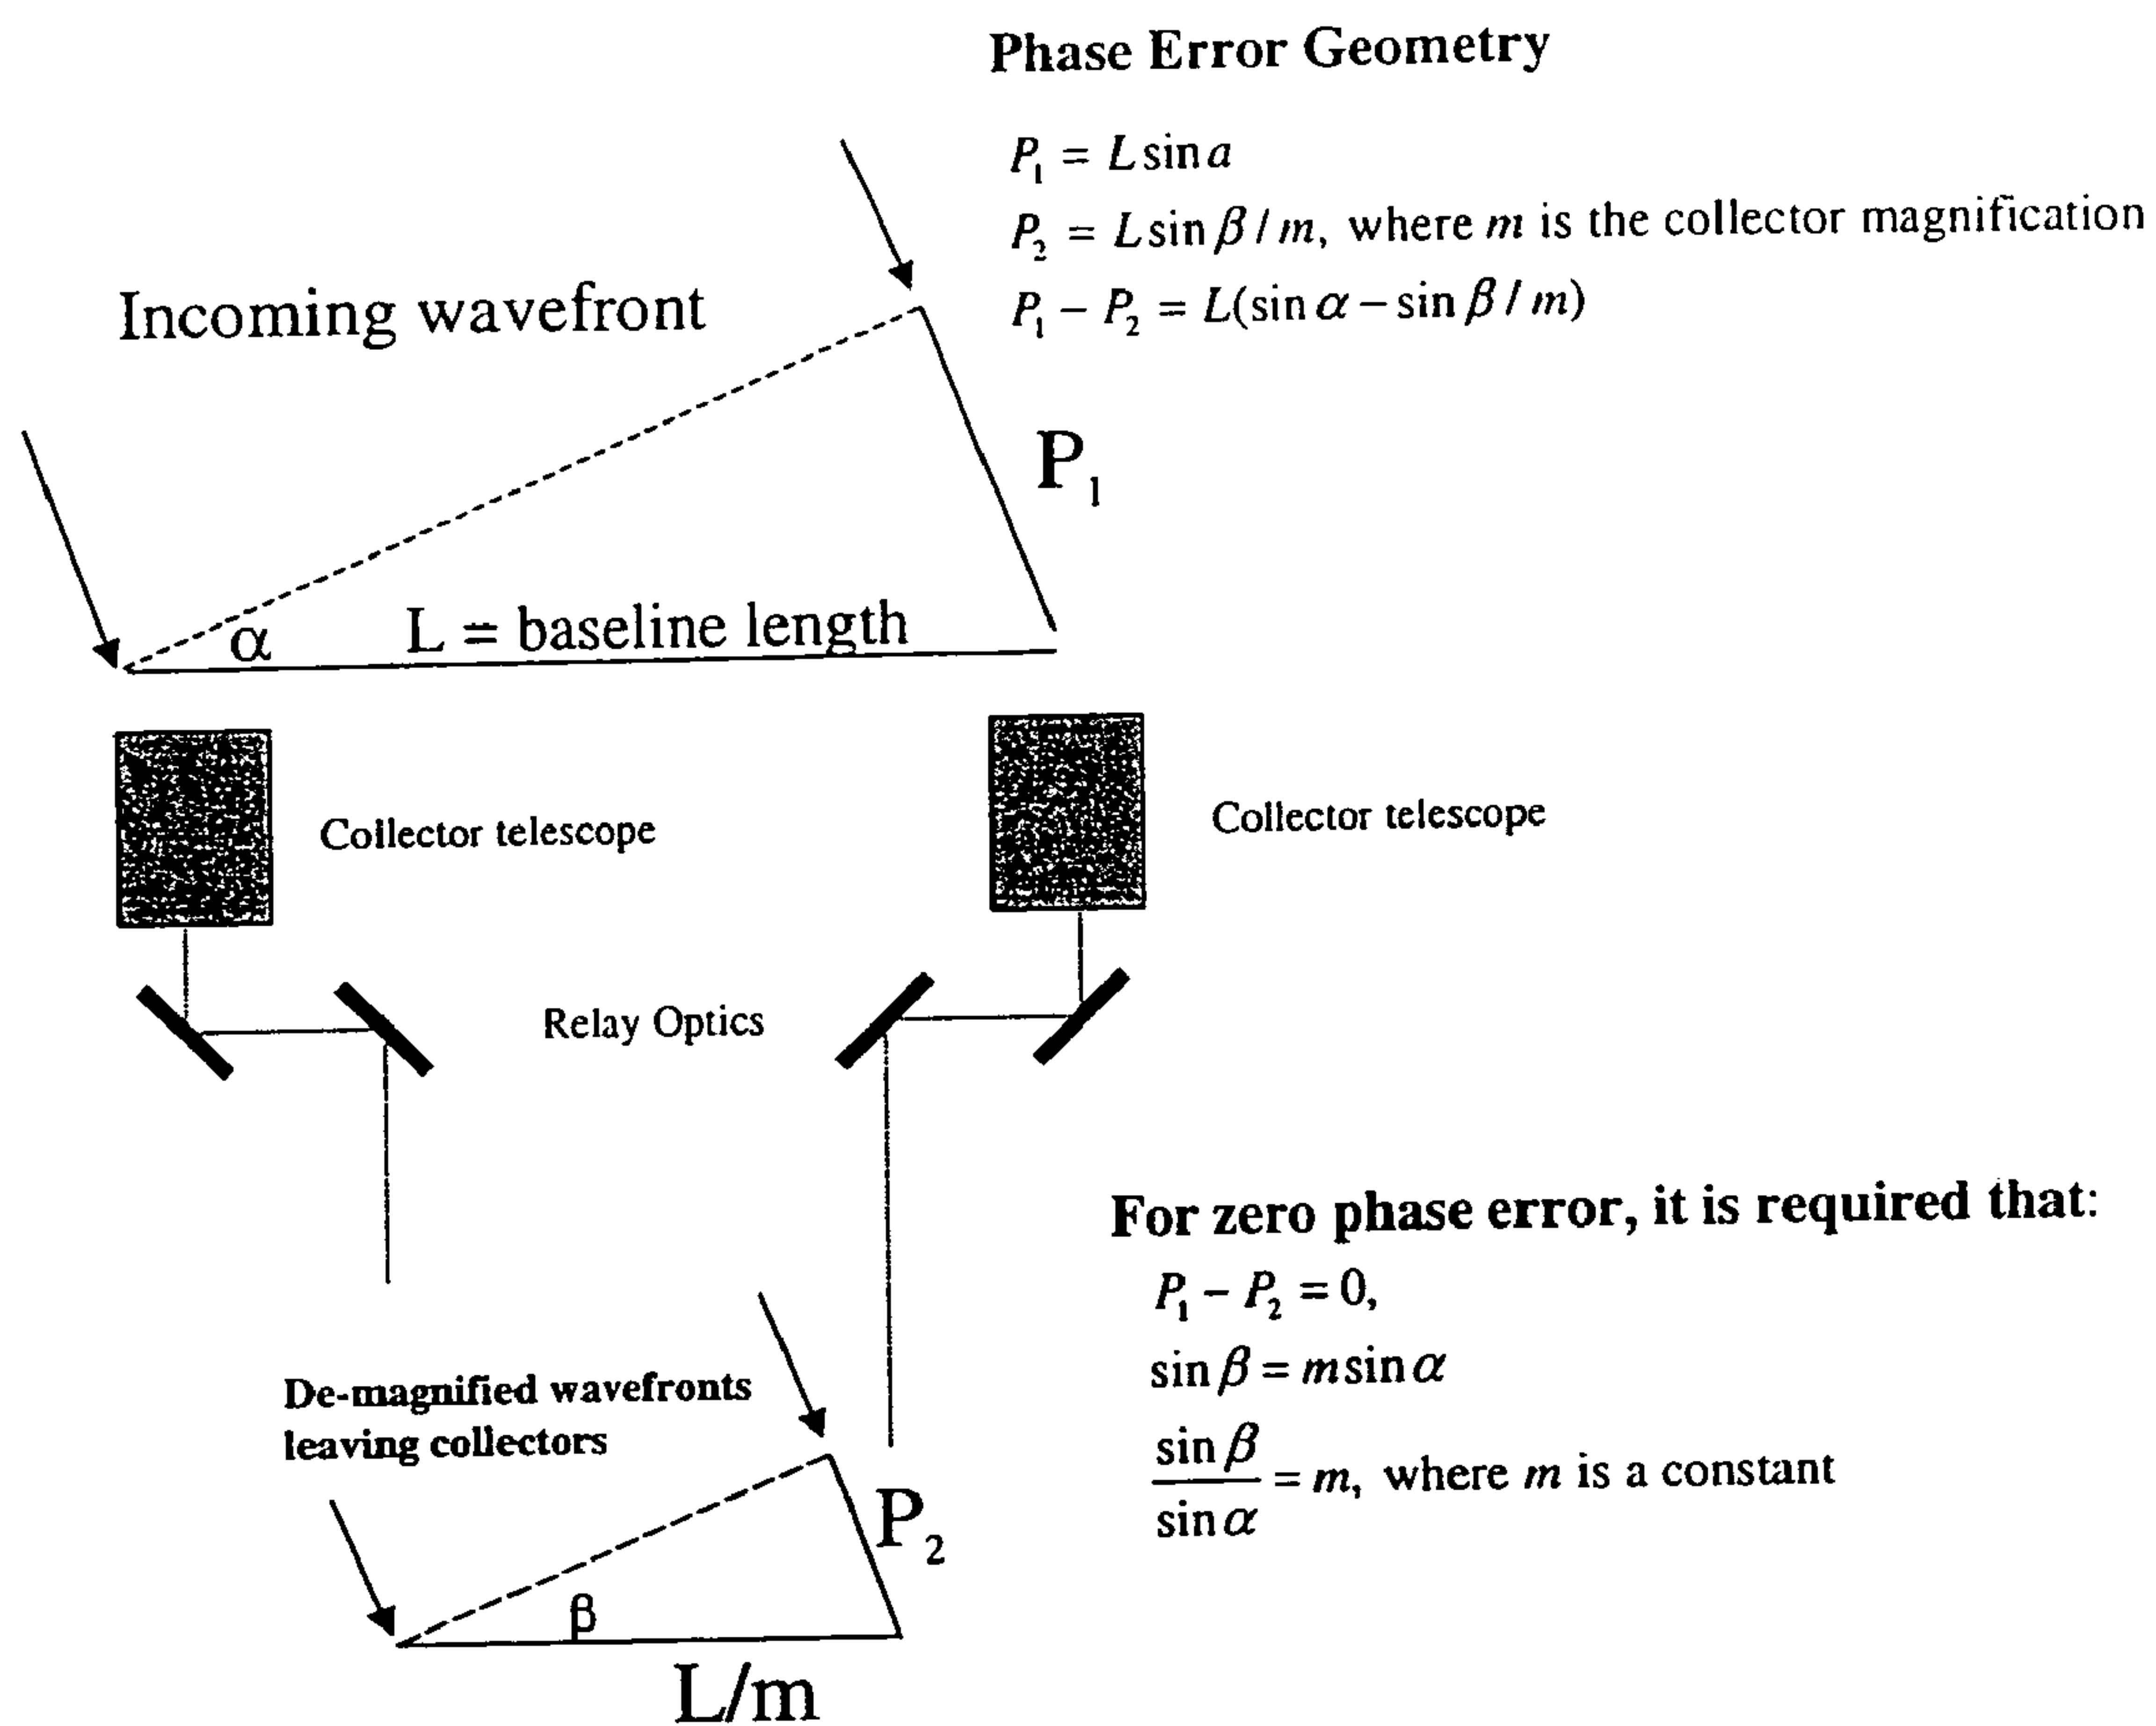 Phase Error Geometry
P₁ = L sin a
P₂ = L sin β / m, where m is the collector magnification
P₁ − P₂ = L(sin α − sin β / m)
Incoming wavefront
P₁
α
L = baseline length
Collector telescope
Collector telescope
Relay Optics
For zero phase error, it is required that:
P₁ − P₂ = 0,
sin β = m sin α
sin β / sin α = m, where m is a constant
De-magnified wavefronts
leaving collectors
P₂
β
L/m